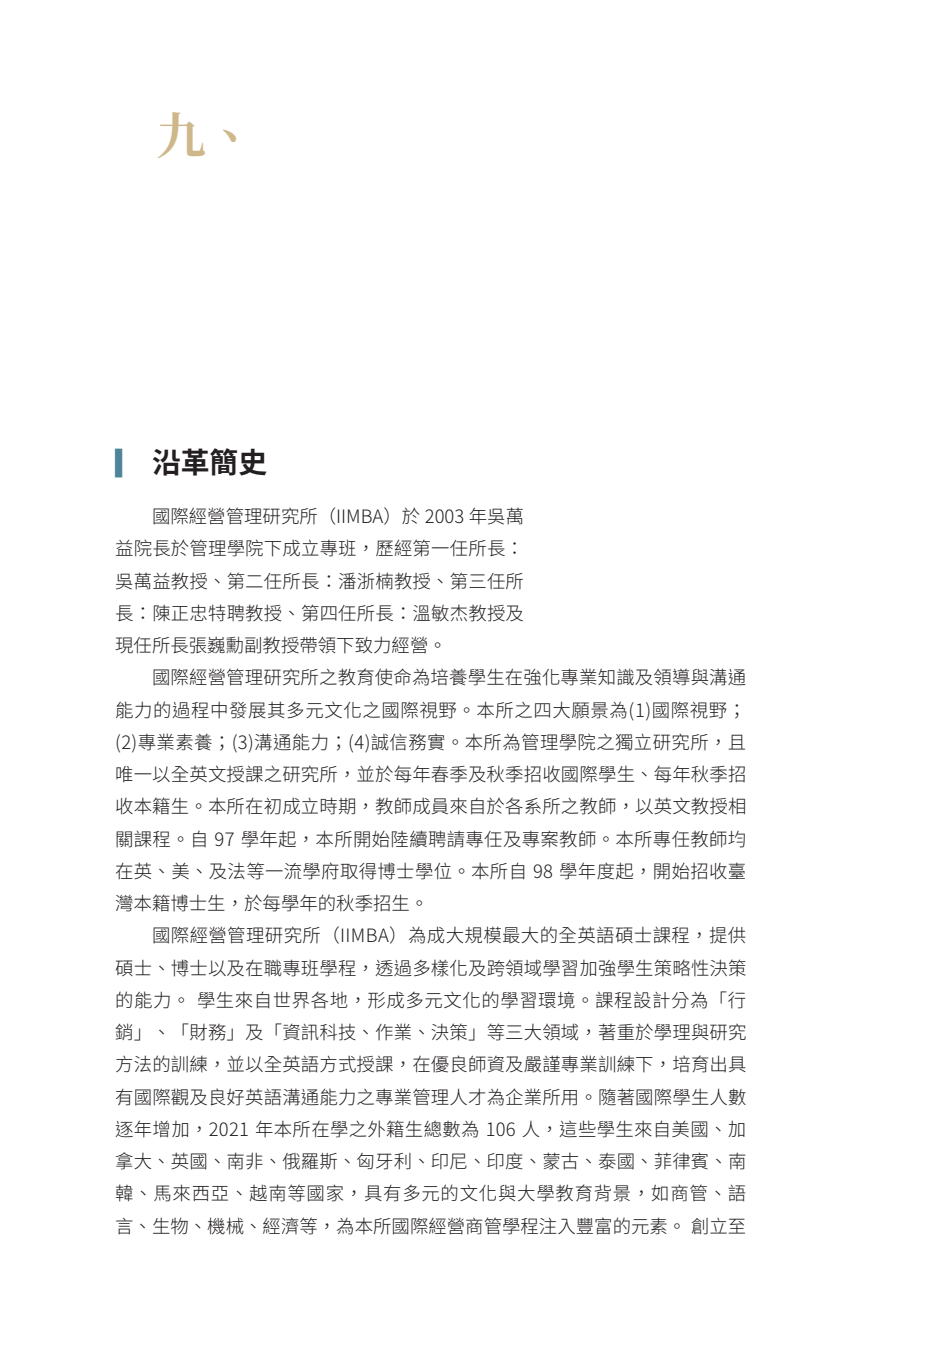 九、
沿革簡史
國際經營管理研究所（IIMBA）於 2003 年吳萬
益院長於管理學院下成立專班，歷經第一任所長：
吳萬益教授、第二任所長：潘浙楠教授、第三任所
長：陳正忠特聘教授、第四任所長：溫敏杰教授及
現任所長張巍勳副教授帶領下致力經營。
國際經營管理研究所之教育使命為培養學生在強化專業知識及領導與溝通
能力的過程中發展其多元文化之國際視野。本所之四大願景為(1)國際視野；
(2)專業素養；(3)溝通能力；(4)誠信務實。本所為管理學院之獨立研究所，且
唯一以全英文授課之研究所，並於每年春季及秋季招收國際學生、每年秋季招
收本籍生。本所在初成立時期，教師成員來自於各系所之教師，以英文教授相
關課程。自 97 學年起，本所開始陸續聘請專任及專案教師。本所專任教師均
在英、美、及法等一流學府取得博士學位。本所自 98 學年度起，開始招收臺
灣本籍博士生，於每學年的秋季招生。
國際經營管理研究所（IIMBA）為成大規模最大的全英語碩士課程，提供
碩士、博士以及在職專班學程，透過多樣化及跨領域學習加強學生策略性決策
的能力。 學生來自世界各地，形成多元文化的學習環境。課程設計分為「行
銷」、「財務」及「資訊科技、作業、決策」等三大領域，著重於學理與研究
方法的訓練，並以全英語方式授課，在優良師資及嚴謹專業訓練下，培育出具
有國際觀及良好英語溝通能力之專業管理人才為企業所用。隨著國際學生人數
逐年增加，2021 年本所在學之外籍生總數為 106 人，這些學生來自美國、加
拿大、英國、南非、俄羅斯、匈牙利、印尼、印度、蒙古、泰國、菲律賓、南
韓、馬來西亞、越南等國家，具有多元的文化與大學教育背景，如商管、語
言、生物、機械、經濟等，為本所國際經營商管學程注入豐富的元素。 創立至